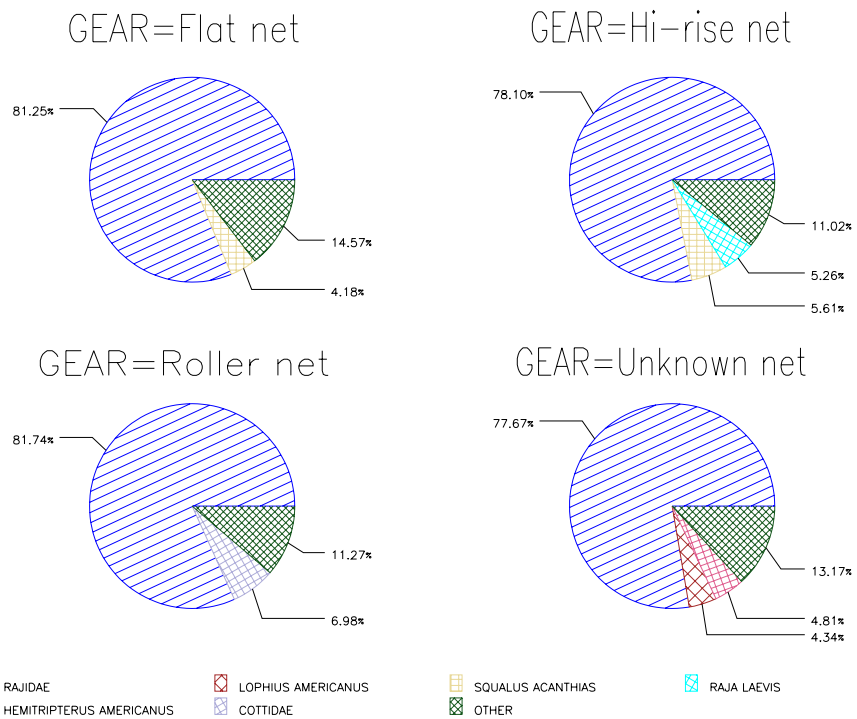 GEAR=Flat net
GEAR=Hi-rise net
81.25%
14.57%
4.18%
78.10%
11.02%
5.26%
5.61%
GEAR=Roller net
GEAR=Unknown net
81.74%
11.27%
6.98%
77.67%
13.17%
4.81%
4.34%
RAJIDAE LOPHIUS AMERICANUS SQUALUS ACANTHIAS RAJA LAEVIS
HEMITRIPTERUS AMERICANUS COTTIDAE OTHER